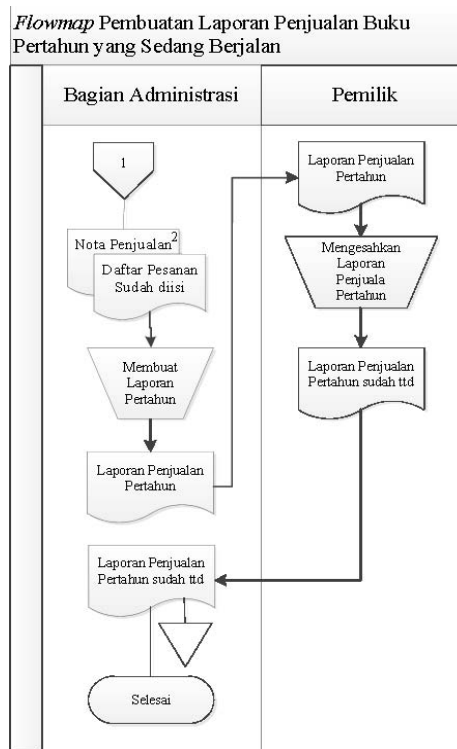 Flowmap Pembuatan Laporan Penjualan Buku
Pertahun yang Sedang Berjalan
Bagian Administrasi
Pemilik
1
Nota Penjualan 2
Daftar Pesanan
Sudah diisi
Membuat
Laporan
Pertahun
Laporan Penjualan
Pertahun
Laporan Penjualan
Pertahun
Mengesahkan
Laporan
Penjuala
Pertahun
Laporan Penjualan
Pertahun sudah ttd
Laporan Penjualan
Pertahun sudah ttd
Selesai